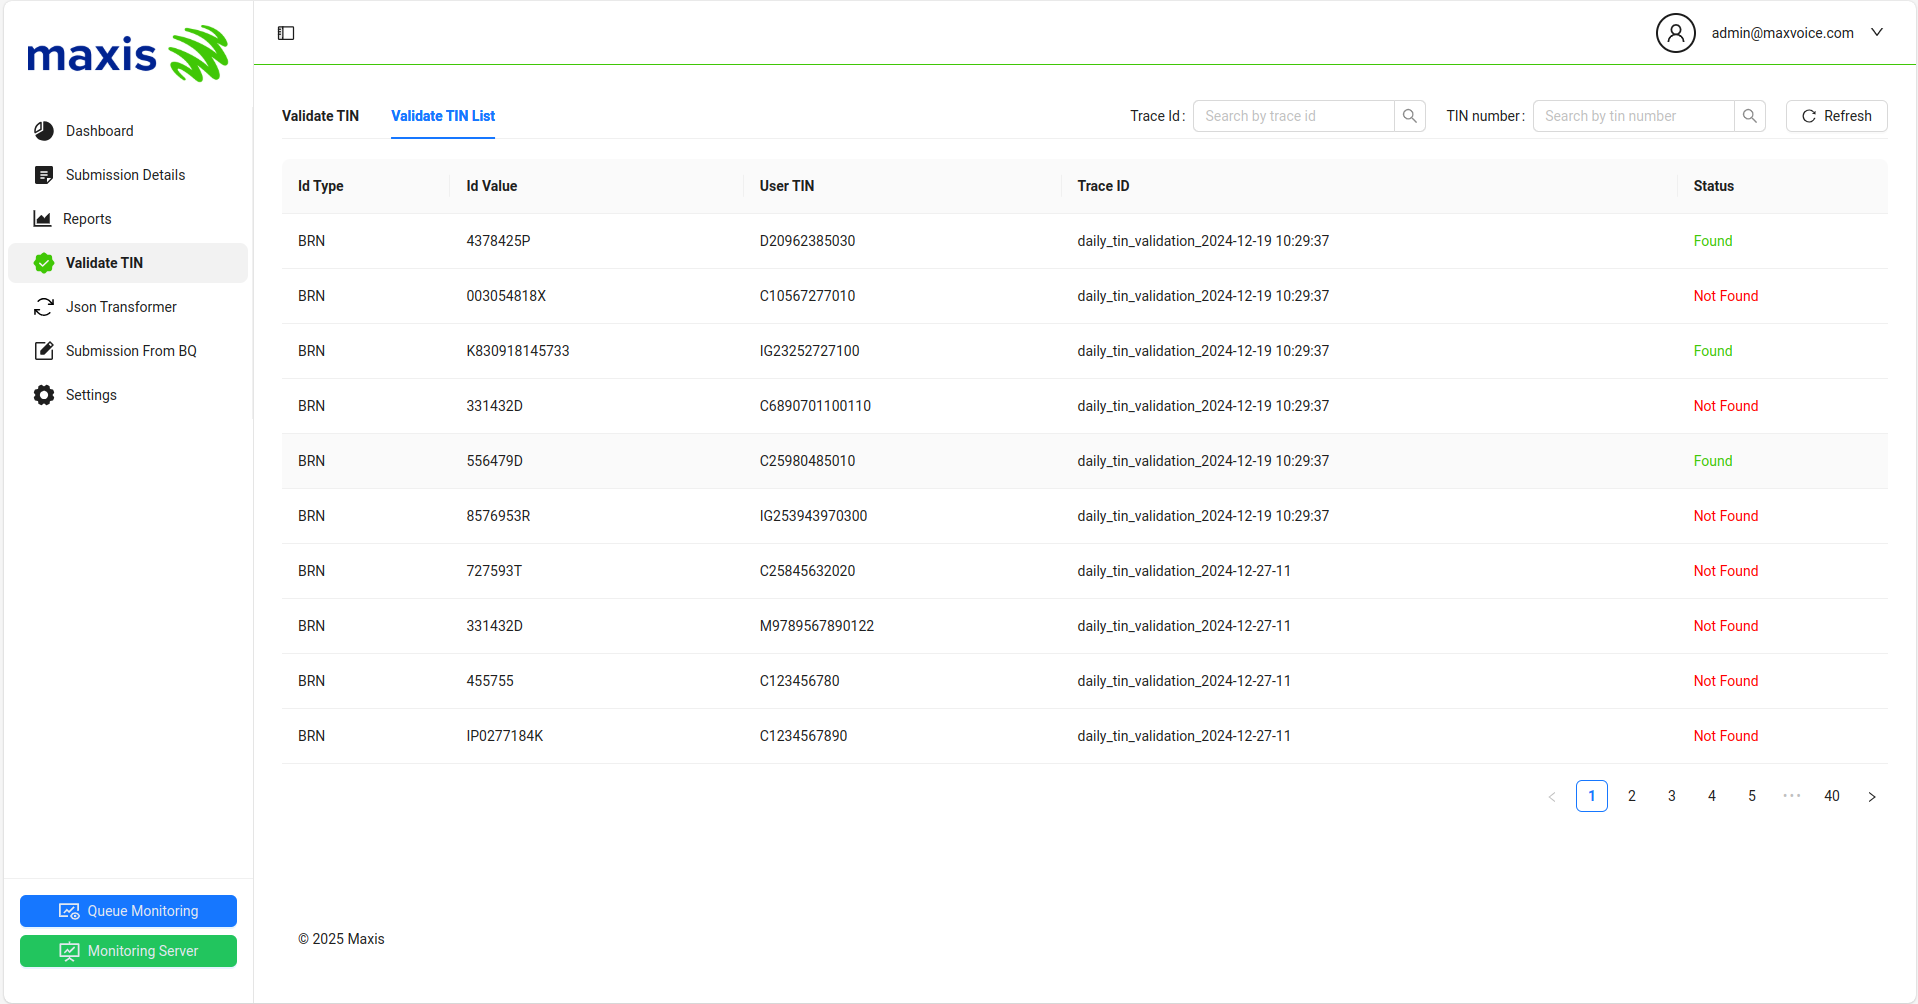 maxis
admin@maxvoice.com
Dashboard
Submission Details
Reports
Validate TIN
Json Transformer
Submission From BQ
Settings
Validate TIN Validate TIN List Trace Id : Search by trace id TIN number : Search by tin number Refresh
Id Type Id Value User TIN Trace ID Status
BRN 4378425P D20962385030 daily_tin_validation_2024-12-19 10:29:37 Found
BRN 003054818X C10567277010 daily_tin_validation_2024-12-19 10:29:37 Not Found
BRN K830918145733 IG23252727100 daily_tin_validation_2024-12-19 10:29:37 Found
BRN 331432D C6890701100110 daily_tin_validation_2024-12-19 10:29:37 Not Found
BRN 556479D C25980485010 daily_tin_validation_2024-12-19 10:29:37 Found
BRN 8576953R IG253943970300 daily_tin_validation_2024-12-19 10:29:37 Not Found
BRN 727593T C25845632020 daily_tin_validation_2024-12-27-11 Not Found
BRN 331432D M9789567890122 daily_tin_validation_2024-12-27-11 Not Found
BRN 455755 C123456780 daily_tin_validation_2024-12-27-11 Not Found
BRN IP0277184K C1234567890 daily_tin_validation_2024-12-27-11 Not Found
< 1 2 3 4 5 ••• 40 >
Queue Monitoring
Monitoring Server
© 2025 Maxis